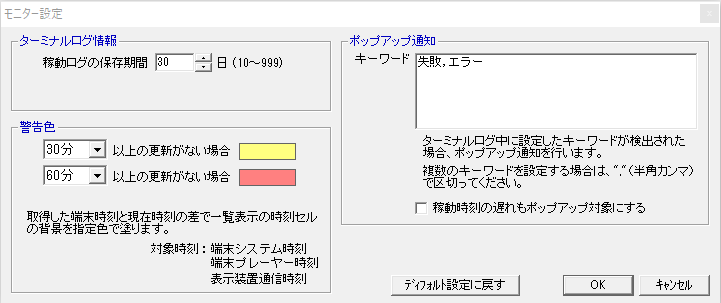 モニター設定
ターミナルログ情報
稼動ログの保存期間 30 日 (10～999)
警告色
30分 以上の更新がない場合
60分 以上の更新がない場合
取得した端末時刻と現在時刻の差で一覧表示の時刻セル
の背景を指定色で塗ります。
対象時刻：端末システム時刻
端末プレーヤー時刻
表示装置通信時刻
ポップアップ通知
キーワード 失敗,エラー
ターミナルログ中に設定したキーワードが検出された
場合、ポップアップ通知を行います。
複数のキーワードを設定する場合は、","(半角カンマ)
で区切ってください。
稼動時刻の遅れもポップアップ対象にする
ディフォルト設定に戻す
OK
キャンセル